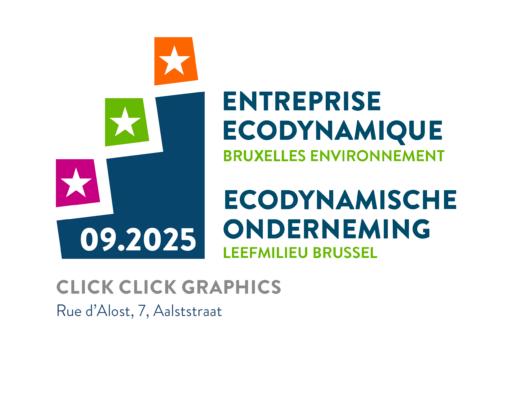 ENTREPRISE
ECODYNAMIQUE
BRUXELLES ENVIRONNEMENT
ECODYNAMISCHE
ONDERNEMING
LEEFMILIEU BRUSSEL
09.2025
CLICK CLICK GRAPHICS
Rue d'Alost, 7, Aalststraat